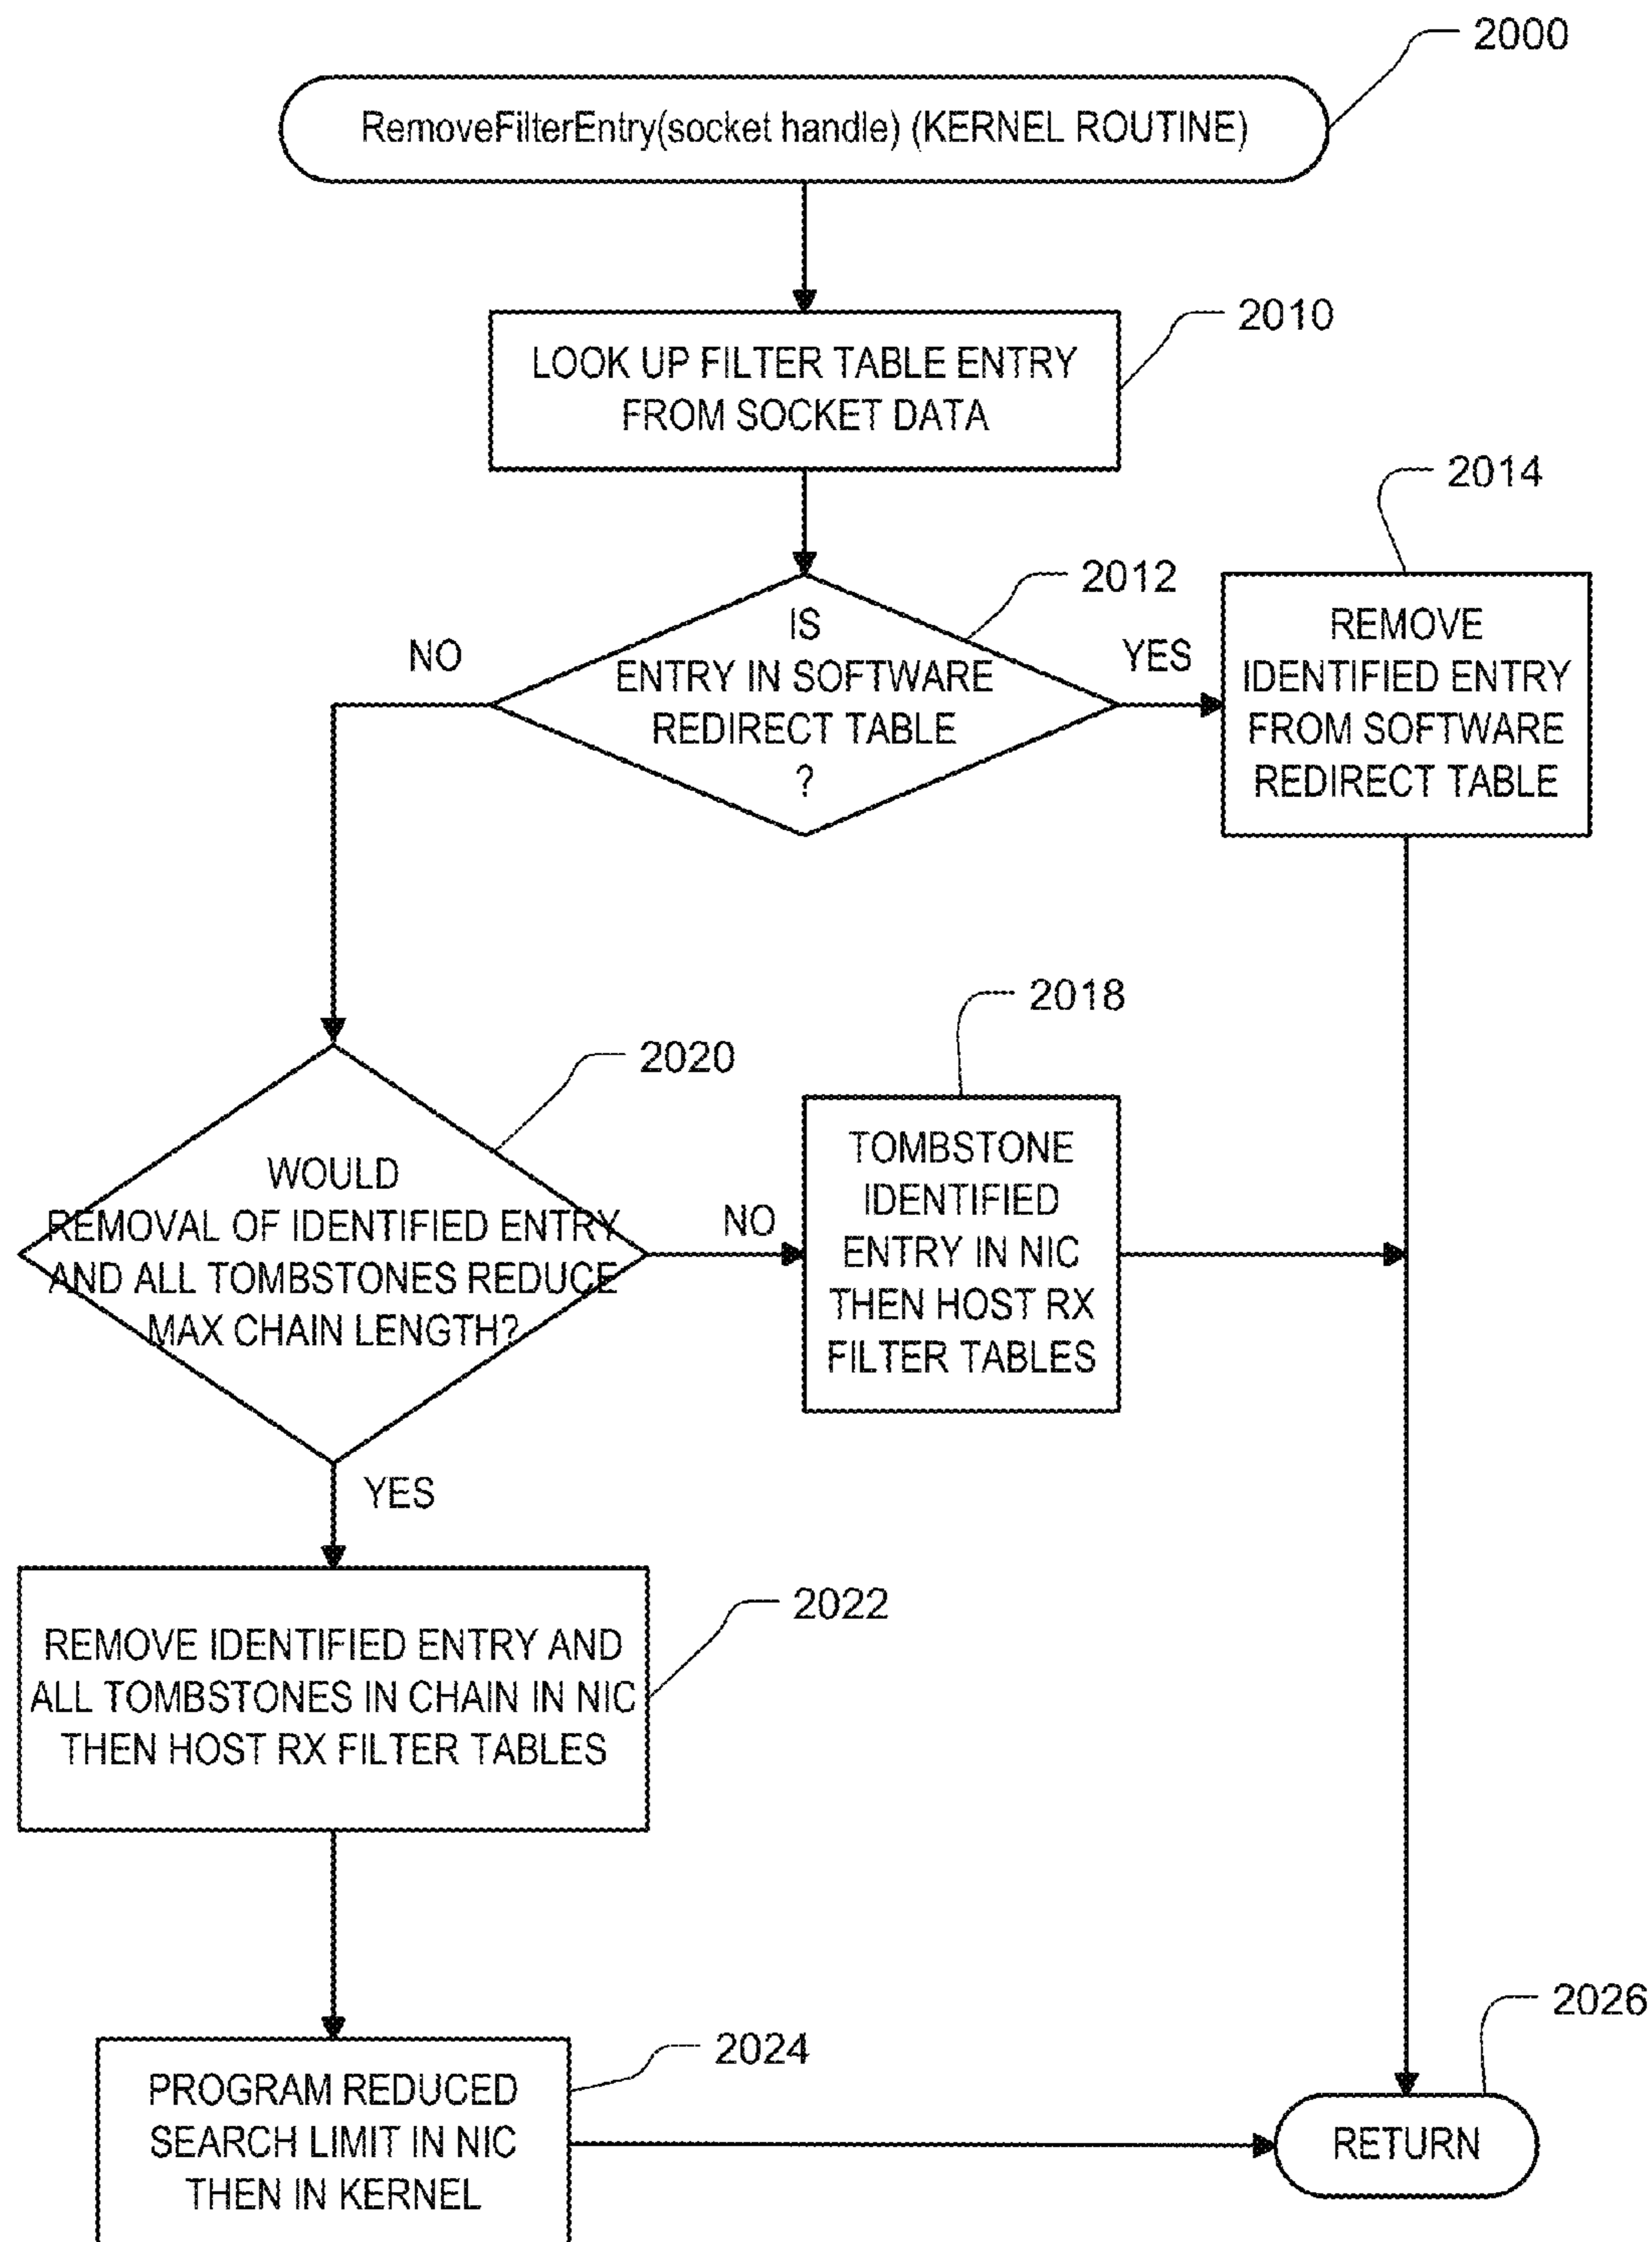 2000
RemoveFilterEntry(socket handle) (KERNEL ROUTINE)
2010
LOOK UP FILTER TABLE ENTRY
FROM SOCKET DATA
2014
2012
IS
ENTRY IN SOFTWARE
REDIRECT TABLE
?
NO
YES
REMOVE
IDENTIFIED ENTRY
FROM SOFTWARE
REDIRECT TABLE
2018
2020
WOULD
REMOVAL OF IDENTIFIED ENTRY
AND ALL TOMBSTONES REDUCE
MAX CHAIN LENGTH?
NO
TOMBSTONE
IDENTIFIED
ENTRY IN NIC
THEN HOST RX
FILTER TABLES
YES
2022
REMOVE IDENTIFIED ENTRY AND
ALL TOMBSTONES IN CHAIN IN NIC
THEN HOST RX FILTER TABLES
2026
2024
PROGRAM REDUCED
SEARCH LIMIT IN NIC
THEN IN KERNEL
RETURN